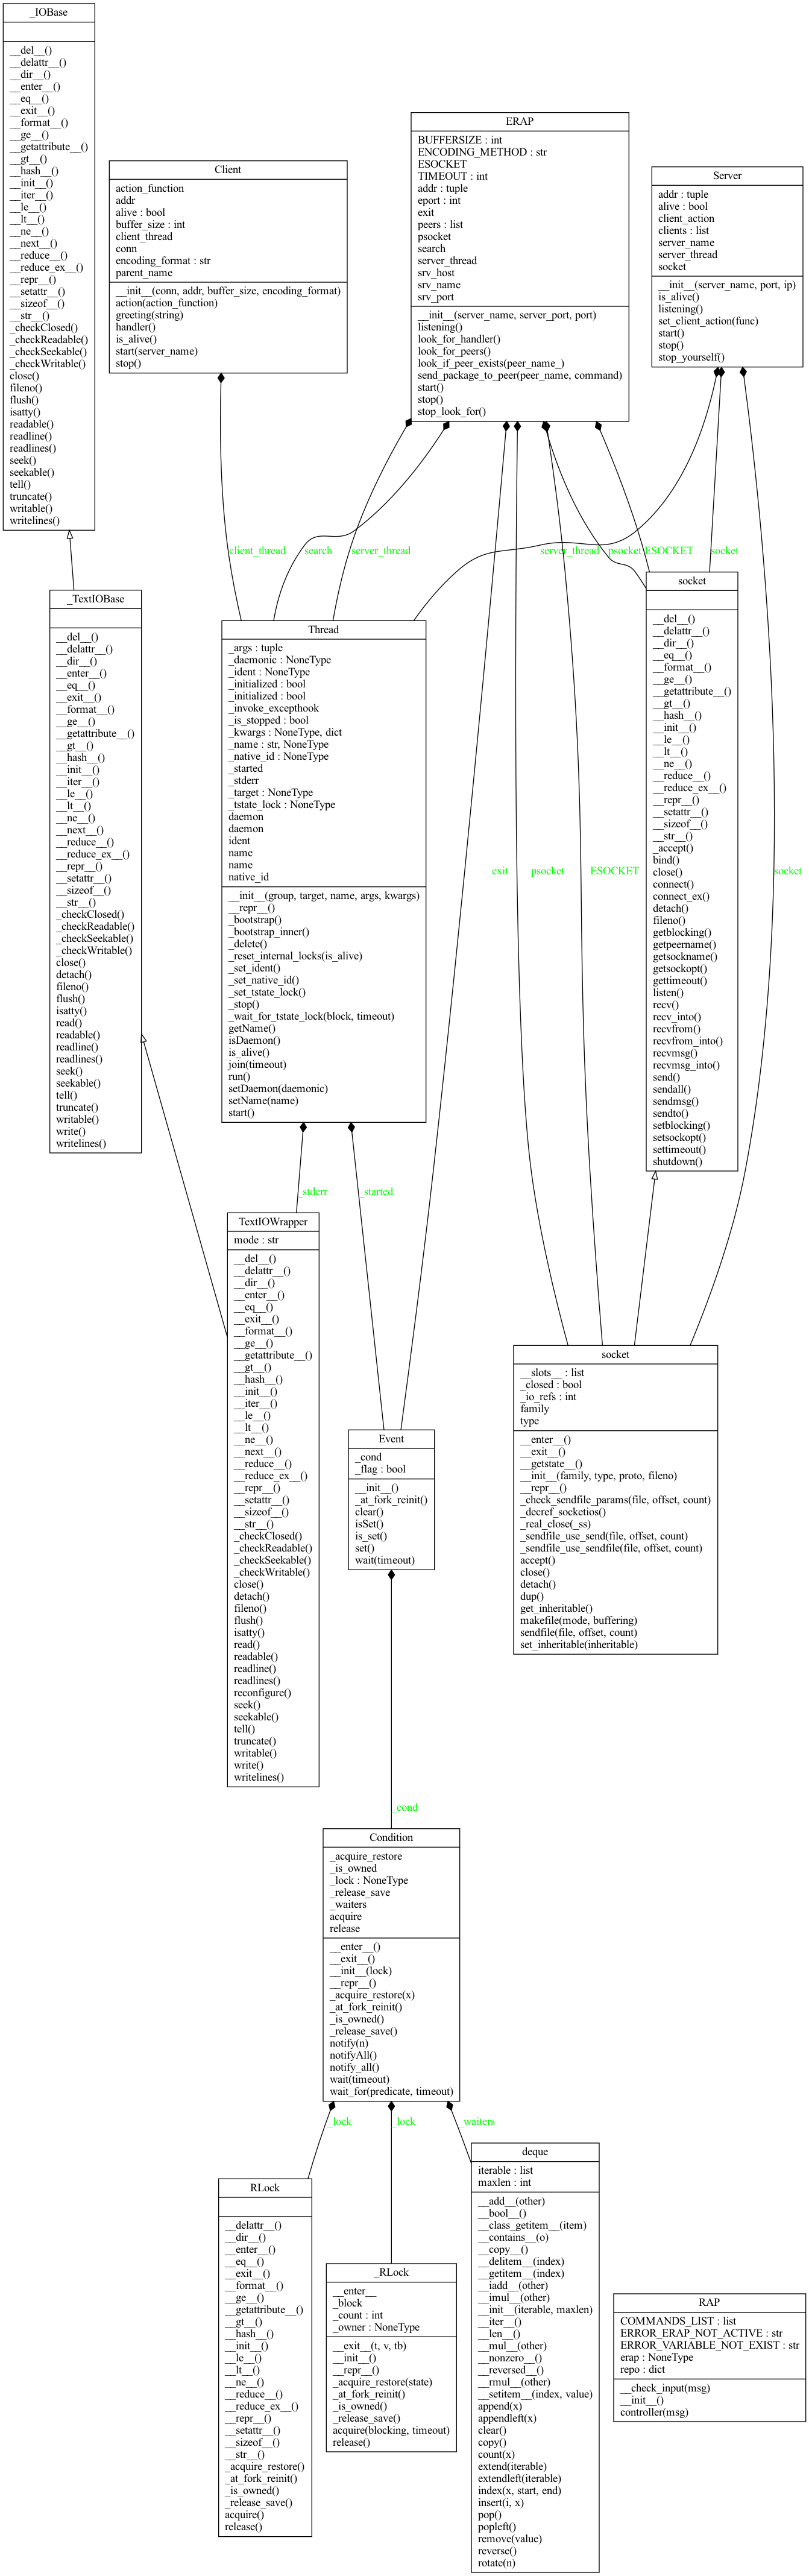 _IOBase
__del__()
__delattr__()
__dir__()
__enter__()
__eq__()
__exit__()
__format__()
__ge__()
__getattribute__()
__gt__()
__hash__()
__init__()
__iter__()
__le__()
__lt__()
__ne__()
__next__()
__reduce__()
__reduce_ex__()
__repr__()
__setattr__()
__sizeof__()
__str__()
_checkClosed()
_checkReadable()
_checkSeekable()
_checkWritable()
close()
fileno()
flush()
isatty()
readable()
readline()
readlines()
seek()
seekable()
tell()
truncate()
writable()
writelines()
Client
action_function
addr
alive : bool
buffer_size : int
client_thread
conn
encoding_format : str
parent_name
__init__(conn, addr, buffer_size, encoding_format)
action(action_function)
greeting(string)
handler()
is_alive()
start(server_name)
stop()
ERAP
BUFFERSIZE : int
ENCODING_METHOD : str
ESOCKET
TIMEOUT : int
addr : tuple
eport : int
exit
peers : list
psocket
search
server_thread
srv_host
srv_name
srv_port
__init__(server_name, server_port, port)
listening()
look_for_handler()
look_for_peers()
look_if_peer_exists(peer_name_)
send_package_to_peer(peer_name, command)
start()
stop()
stop_look_for()
Server
addr : tuple
alive : bool
client_action
clients : list
server_name
server_thread
socket
__init__(server_name, port, ip)
is_alive()
listening()
set_client_action(func)
start()
stop()
stop_yourself()
client_thread
search
server_thread
server_thread
psocket
ESOCKET
socket
_TextIOBase
__del__()
__delattr__()
__dir__()
__enter__()
__eq__()
__exit__()
__format__()
__ge__()
__getattribute__()
__gt__()
__hash__()
__init__()
__iter__()
__le__()
__lt__()
__ne__()
__next__()
__reduce__()
__reduce_ex__()
__repr__()
__setattr__()
__sizeof__()
__str__()
_checkClosed()
_checkReadable()
_checkSeekable()
_checkWritable()
close()
detach()
fileno()
flush()
isatty()
read()
readable()
readline()
readlines()
seek()
seekable()
tell()
truncate()
writable()
write()
writelines()
Thread
_args : tuple
_daemonic : NoneType
_ident : NoneType
_initialized : bool
_initialized : bool
_invoke_excepthook
_is_stopped : bool
_kwargs : NoneType, dict
_name : str, NoneType
_native_id : NoneType
_started
_stderr
_target : NoneType
_tstate_lock : NoneType
daemon
daemon
ident
name
name
native_id
__init__(group, target, name, args, kwargs)
__repr__()
_bootstrap()
_bootstrap_inner()
_delete()
_reset_internal_locks(is_alive)
_set_ident()
_set_native_id()
_set_tstate_lock()
_stop()
_wait_for_tstate_lock(block, timeout)
getName()
isDaemon()
is_alive()
join(timeout)
run()
setDaemon(daemonic)
setName(name)
start()
exit
psocket
ESOCKET
socket
socket
__del__()
__delattr__()
__dir__()
__eq__()
__format__()
__ge__()
__getattribute__()
__gt__()
__hash__()
__init__()
__le__()
__lt__()
__ne__()
__reduce__()
__reduce_ex__()
__repr__()
__setattr__()
__sizeof__()
__str__()
_accept()
bind()
close()
connect()
connect_ex()
detach()
fileno()
getblocking()
getpeername()
getsockname()
getsockopt()
gettimeout()
listen()
recv()
recv_into()
recvfrom()
recvfrom_into()
recvmsg()
recvmsg_into()
send()
sendall()
sendmsg()
sendto()
setblocking()
setsockopt()
settimeout()
shutdown()
_stderr
_started
TextIOWrapper
mode : str
__del__()
__delattr__()
__dir__()
__enter__()
__eq__()
__exit__()
__format__()
__ge__()
__getattribute__()
__gt__()
__hash__()
__init__()
__iter__()
__le__()
__lt__()
__ne__()
__next__()
__reduce__()
__reduce_ex__()
__repr__()
__setattr__()
__sizeof__()
__str__()
_checkClosed()
_checkReadable()
_checkSeekable()
_checkWritable()
close()
detach()
fileno()
flush()
isatty()
read()
readable()
readline()
readlines()
reconfigure()
seek()
seekable()
tell()
truncate()
writable()
write()
writelines()
Event
_cond
_flag : bool
__init__()
_at_fork_reinit()
clear()
isSet()
is_set()
set()
wait(timeout)
socket
__slots__ : list
_closed : bool
_io_refs : int
family
type
__enter__()
__exit__()
__getstate__()
__init__(family, type, proto, fileno)
__repr__()
_check_sendfile_params(file, offset, count)
_decref_socketios()
_real_close(_ss)
_sendfile_use_send(file, offset, count)
_sendfile_use_sendfile(file, offset, count)
accept()
close()
detach()
dup()
get_inheritable()
makefile(mode, buffering)
sendfile(file, offset, count)
set_inheritable(inheritable)
_cond
Condition
_acquire_restore
_is_owned
_lock : NoneType
_release_save
_waiters
acquire
release
__enter__()
__exit__()
__init__(lock)
__repr__()
_acquire_restore(x)
_at_fork_reinit()
_is_owned()
_release_save()
notify(n)
notifyAll()
notify_all()
wait(timeout)
wait_for(predicate, timeout)
_lock
_lock
_waiters
RLock
__delattr__()
__dir__()
__enter__()
__eq__()
__exit__()
__format__()
__ge__()
__getattribute__()
__gt__()
__hash__()
__init__()
__le__()
__lt__()
__ne__()
__reduce__()
__reduce_ex__()
__repr__()
__setattr__()
__sizeof__()
__str__()
_acquire_restore()
_at_fork_reinit()
_is_owned()
_release_save()
acquire()
release()
_RLock
__enter__
_block
_count : int
_owner : NoneType
__exit__(t, v, tb)
__init__()
__repr__()
_acquire_restore(state)
_at_fork_reinit()
_is_owned()
_release_save()
acquire(blocking, timeout)
release()
deque
iterable : list
maxlen : int
__add__(other)
__bool__()
__class_getitem__(item)
__contains__(o)
__copy__()
__delitem__(index)
__getitem__(index)
__iadd__(other)
__imul__(other)
__init__(iterable, maxlen)
__iter__()
__len__()
__mul__(other)
__nonzero__()
__reversed__()
__rmul__(other)
__setitem__(index, value)
append(x)
appendleft(x)
clear()
copy()
count(x)
extend(iterable)
extendleft(iterable)
index(x, start, end)
insert(i, x)
pop()
popleft()
remove(value)
reverse()
rotate(n)
RAP
COMMANDS_LIST : list
ERROR_ERAP_NOT_ACTIVE : str
ERROR_VARIABLE_NOT_EXIST : str
erap : NoneType
repo : dict
__check_input(msg)
__init__()
controller(msg)